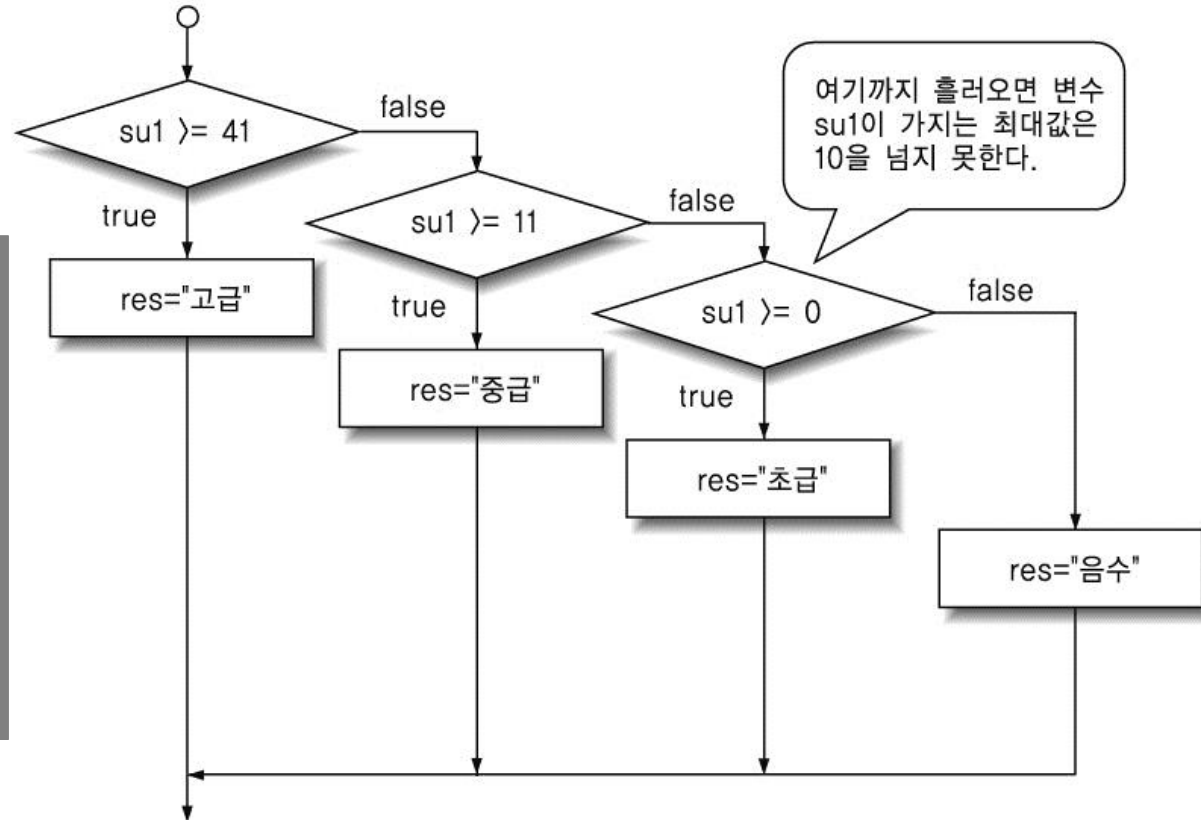 su1 >= 41
false
true
res="고급"
su1 >= 11
false
true
res="중급"
여기까지 흘러오면 변수
su1이 가지는 최대값은
10을 넘지 못한다.
su1 >= 0
false
true
res="초급"
res="음수"